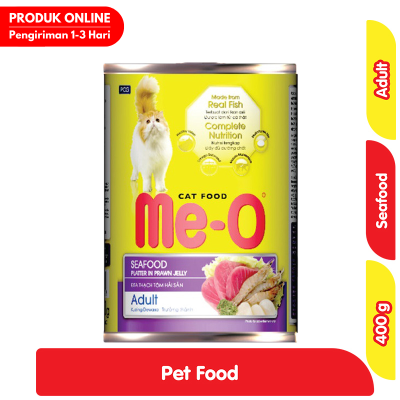 PRODUK ONLINE
Pengiriman 1-3 Hari
Adult
Seafood
400 g
PCG
Made from
Real Fish
Complete
Nutrition
CAT FOOD
Me-O
SEAFOOD
PLATTER IN PRAWN JELLY
Adult
Pet Food